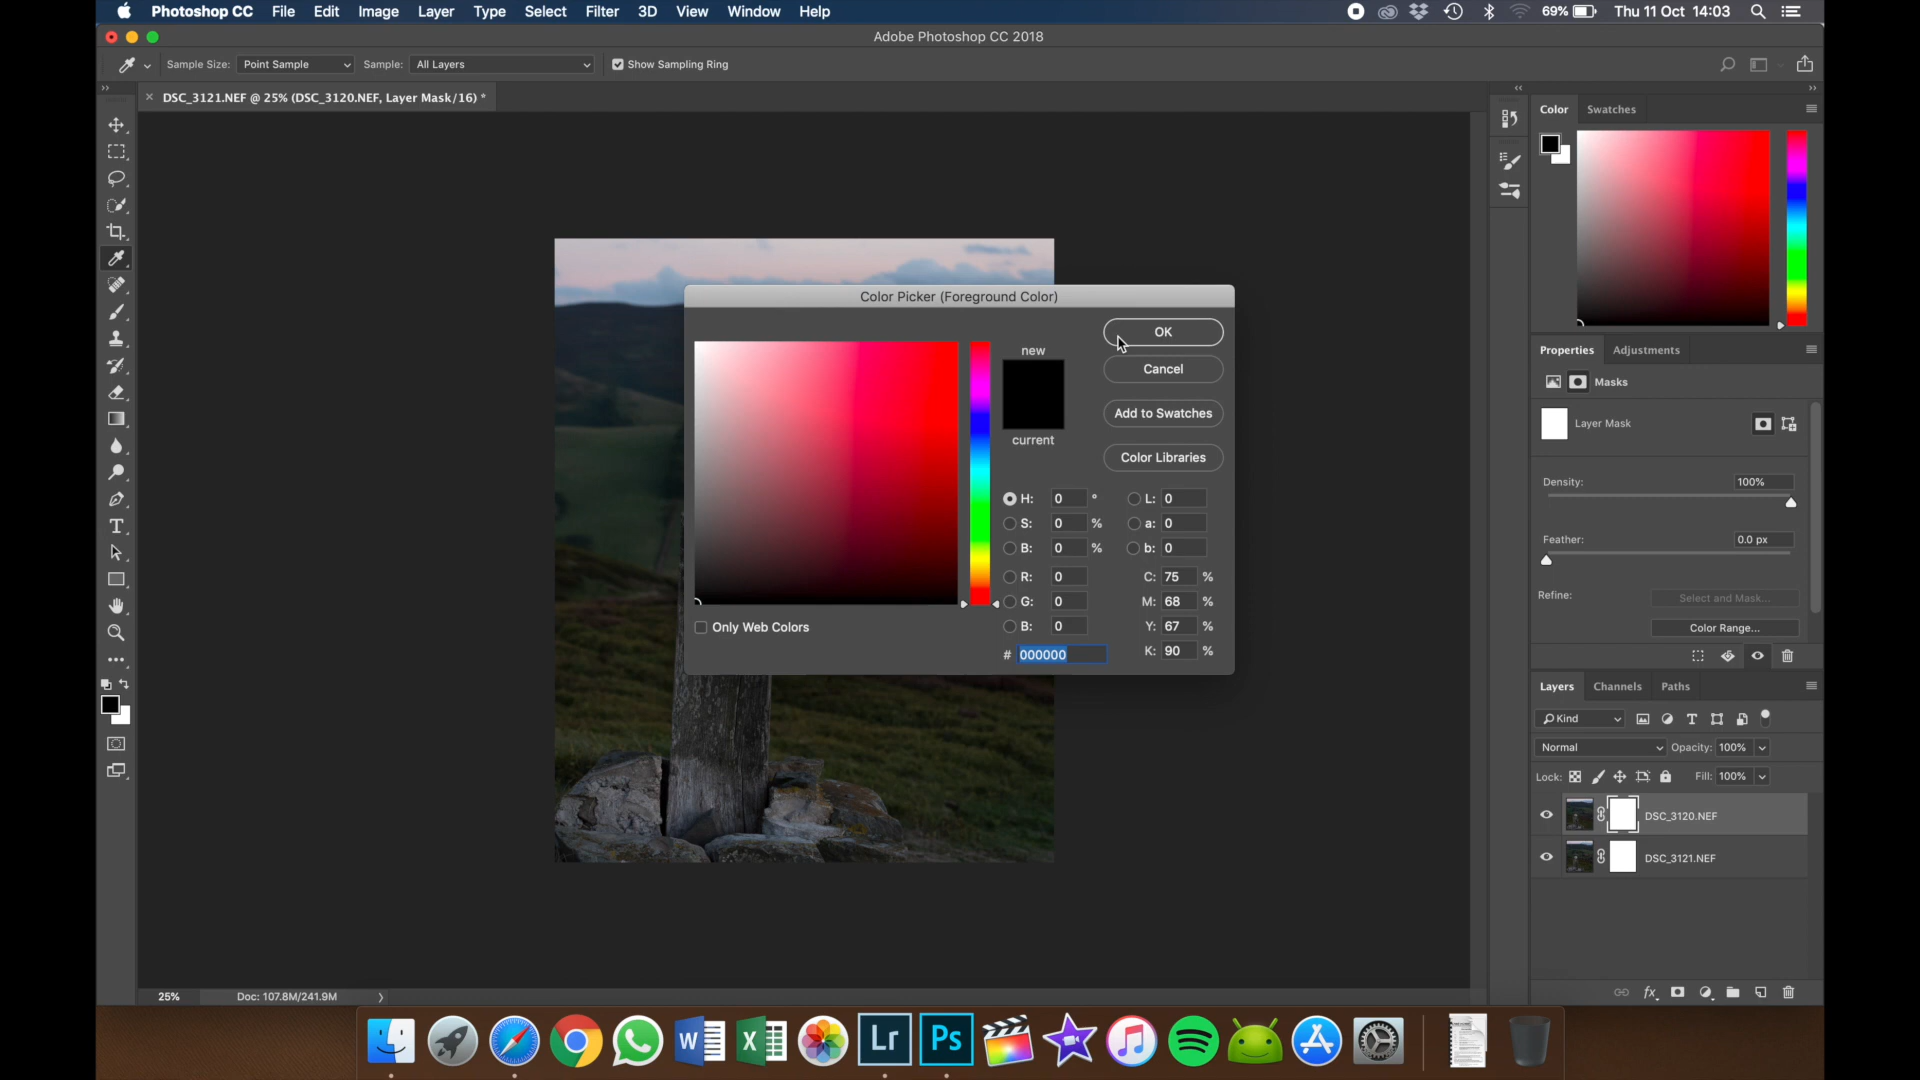 Photoshop CC File Edit Image Layer Type Select Filter 3D View Window Help 69% Thu 11 Oct 14:03
Adobe Photoshop CC 2018
Sample Size: Point Sample Sample: All Layers Show Sampling Ring
DSC_3121.NEF @ 25% (DSC_3120.NEF, Layer Mask/16) *
Color Swatches
Color Picker (Foreground Color)
OK
new
Cancel
Add to Swatches
current
Color Libraries
H: 0 ° L: 0
S: 0 % a: 0
B: 0 % b: 0
R: 0 C: 75 %
G: 0 M: 68 %
B: 0 Y: 67 %
Only Web Colors
# 000000 K: 90 %
Properties Adjustments
Masks
Layer Mask
Density: 100%
Feather: 0.0 px
Refine: Select and Mask...
Color Range...
Layers Channels Paths
Kind
Normal Opacity: 100%
Lock: Fill: 100%
DSC_3120.NEF
DSC_3121.NEF
25% Doc: 107.8M/241.9M
W X Lr Ps